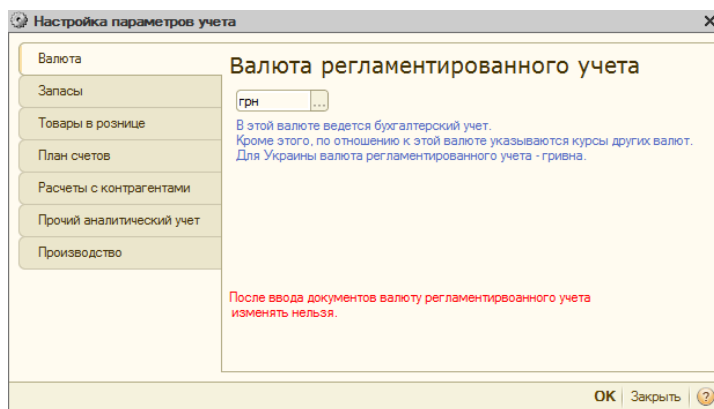 Настройка параметров учета
Валюта
Запасы
Товары в рознице
План счетов
Расчеты с контрагентами
Прочий аналитический учет
Производство
Валюта регламентированного учета
грн ...
В этой валюте ведется бухгалтерский учет.
Кроме этого, по отношению к этой валюте указываются курсы других валют.
Для Украины валюта регламентированного учета - гривна.
После ввода документов валюту регламентирвоанного учета
изменять нельзя.
OK Закрыть ?